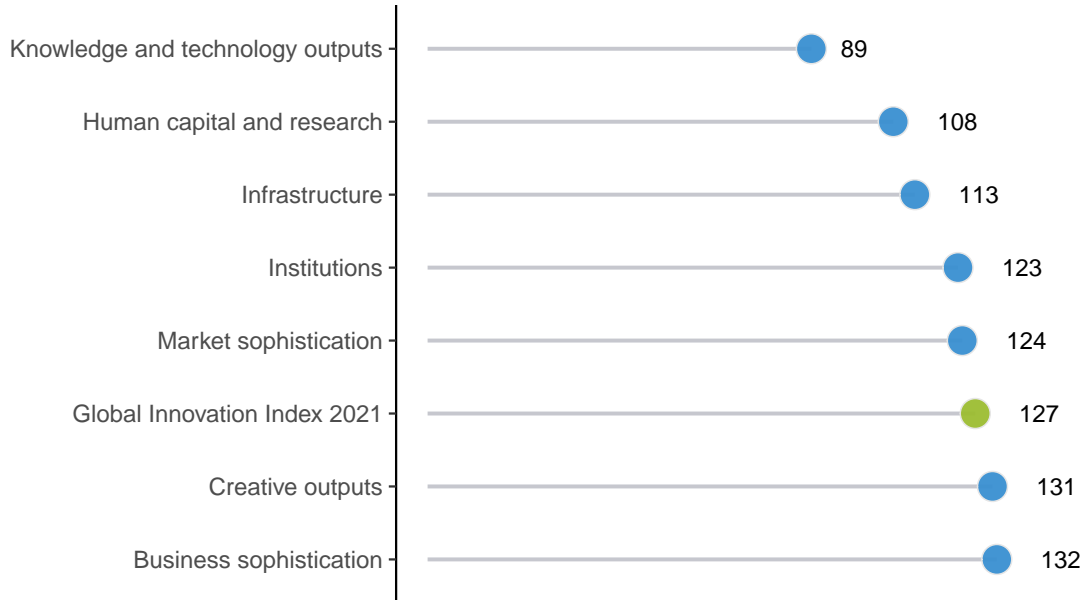 Knowledge and technology outputs 89
Human capital and research 108
Infrastructure 113
Institutions 123
Market sophistication 124
Global Innovation Index 2021 127
Creative outputs 131
Business sophistication 132